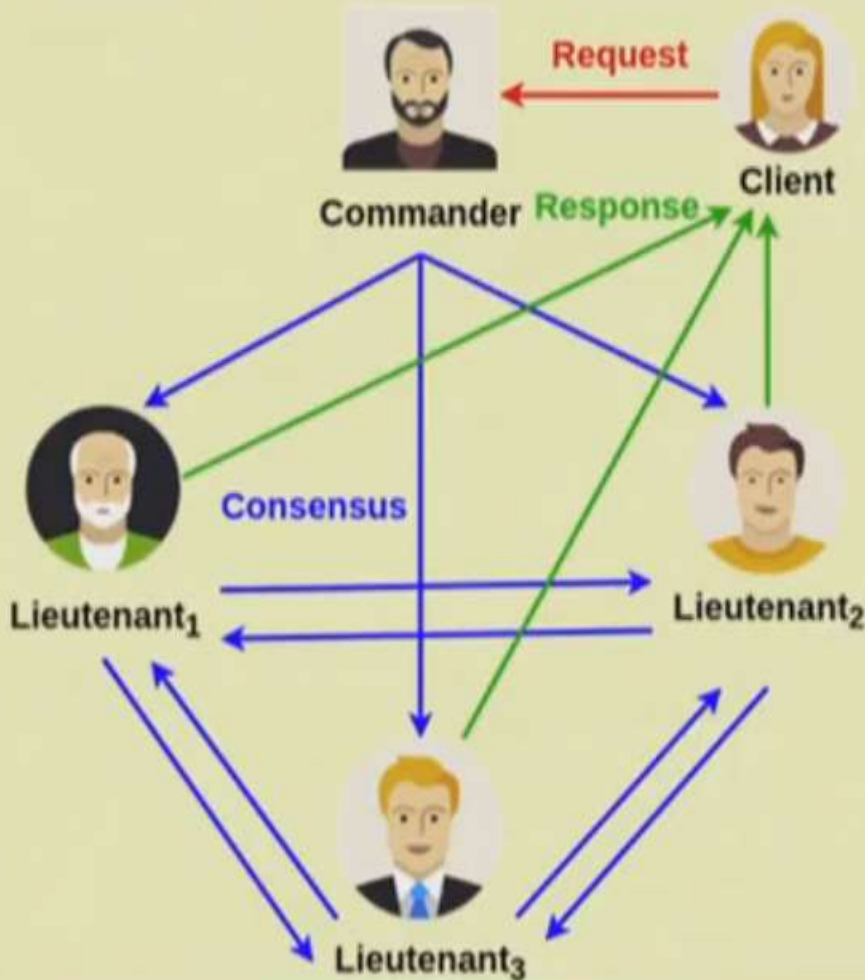 Request
Client
Commander
Response
Consensus
Lieutenant₁
Lieutenant₂
Lieutenant₃